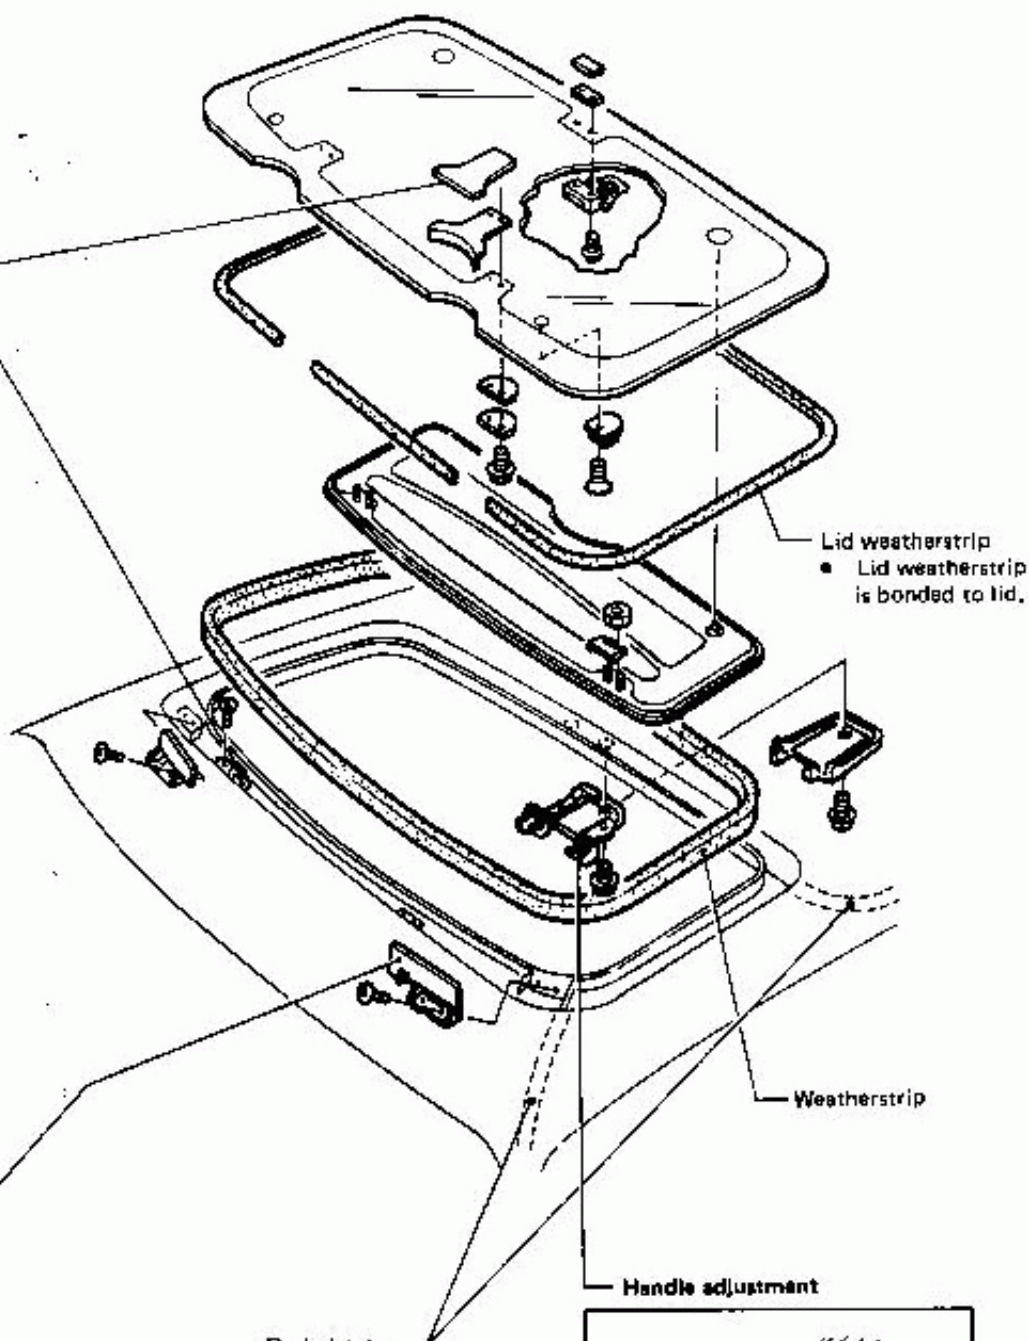 Lid weatherstrip
• Lid weatherstrip
is bonded to lid.
Weatherstrip
Handle adjustment